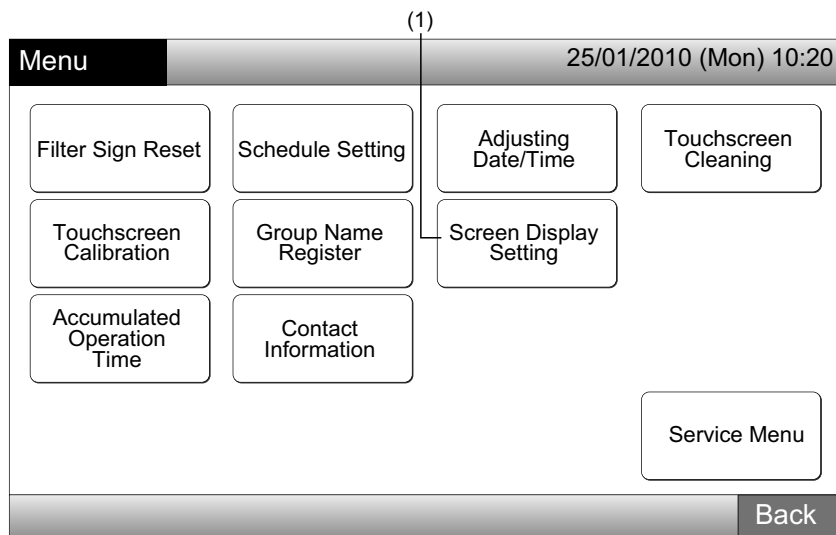 (1)
Menu
25/01/2010 (Mon) 10:20
Filter Sign Reset
Schedule Setting
Adjusting
Date/Time
Touchscreen
Cleaning
Touchscreen
Calibration
Group Name
Register
Screen Display
Setting
Accumulated
Operation
Time
Contact
Information
Service Menu
Back